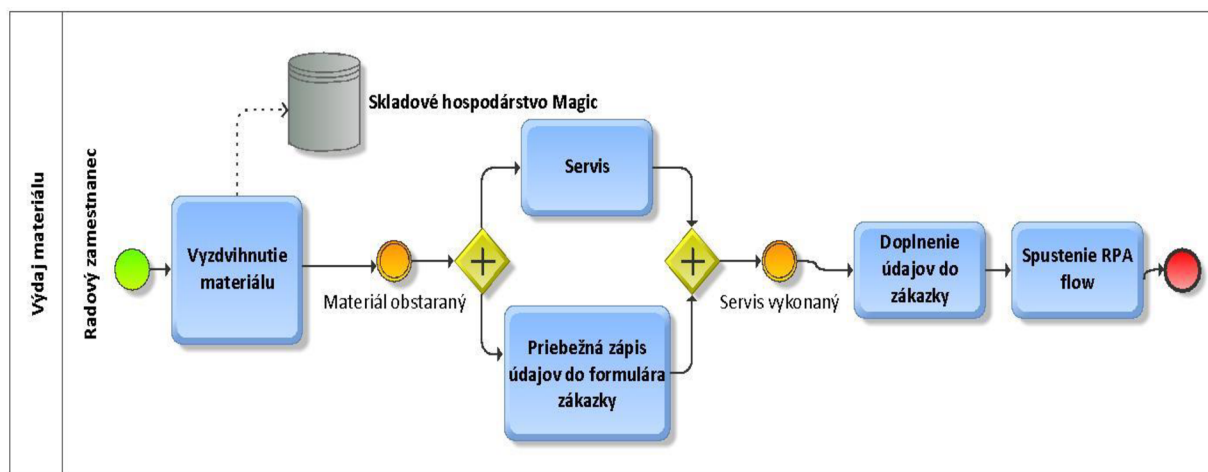 Výdaj materiálu
Radový zamestnanec
Skladové hospodárstvo Magic
Vyzdvihnutie
materiálu
Materiál obstaraný
Servis
Priebežná zápis
údajov do formulára
zákazky
Servis vykonaný
Doplnenie
údajov do
zákazky
Spustenie RPA
flow